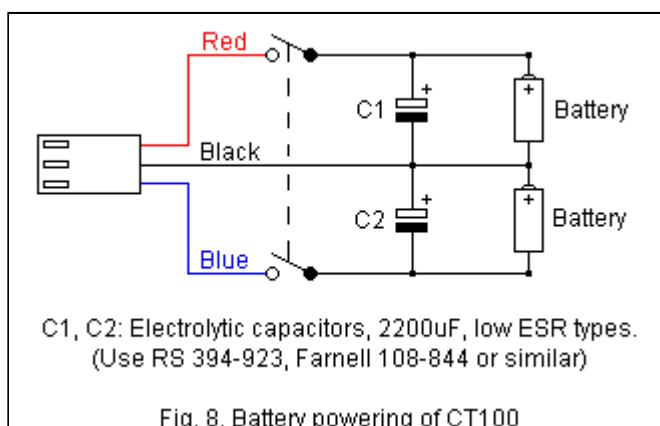 Red
+
C1
+
Battery
Black
+
C2
+
Battery
Blue
C1, C2: Electrolytic capacitors, 2200uF, low ESR types.
(Use RS 394-923, Farnell 108-844 or similar)
Fig. 8. Battery powering of CT100